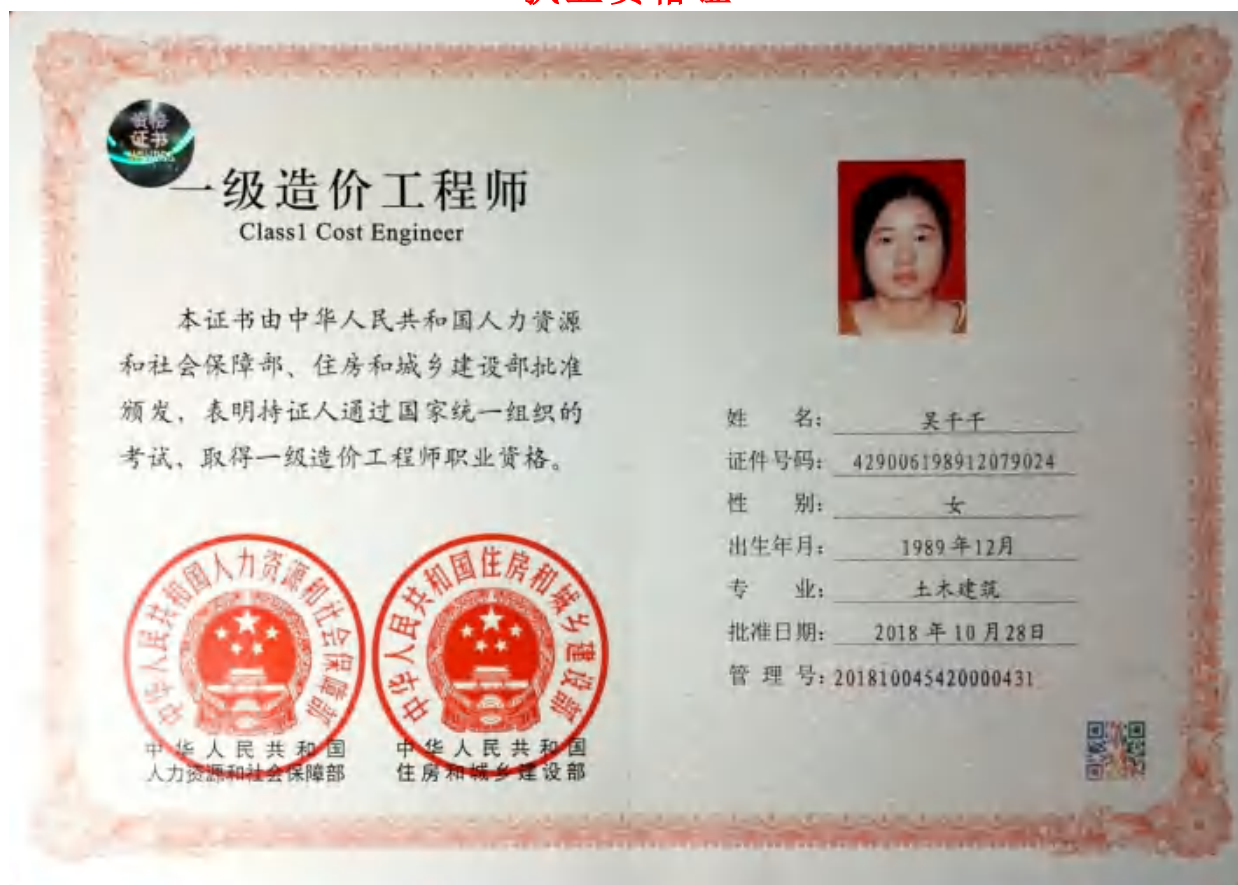 资格
证书
一级造价工程师
Class1 Cost Engineer
本证书由中华人民共和国人力资源
和社会保障部、住房和城乡建设部批准
颁发，表明持证人通过国家统一组织的
考试，取得一级造价工程师职业资格。
姓 名: 吴千千
证件号码: 429006198912079024
性 别: 女
出生年月: 1989年12月
专 业: 土木建筑
批准日期: 2018 年 10 月28日
管 理 号: 201810045420000431
中华人民共和国人力资源和社会保障部
中华人民共和国住房和城乡建设部
中华人民共和国
人力资源和社会保障部
中华人民共和国
住房和城乡建设部